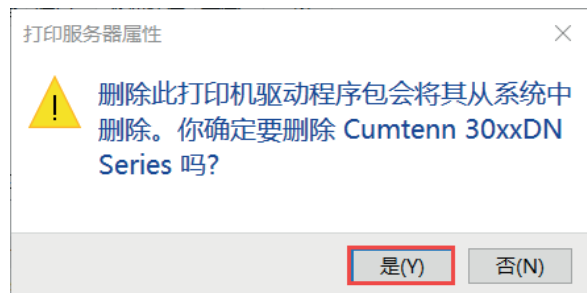 打印服务器属性
删除此打印机驱动程序包会将其从系统中
删除。你确定要删除 Cumtenn 30xxDN
Series 吗?
是(Y)
否(N)